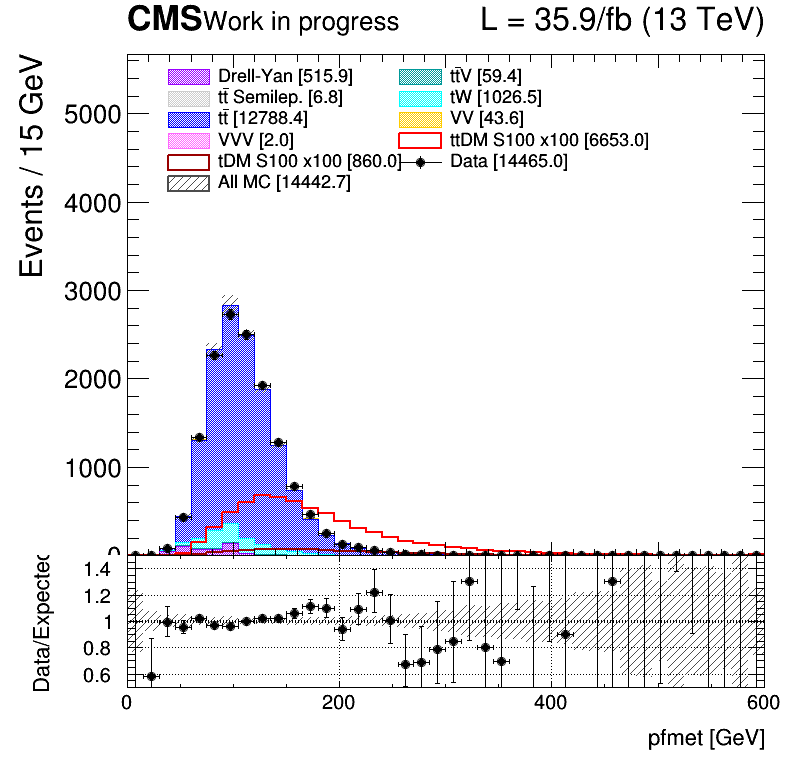 CMS Work in progress L = 35.9/fb (13 TeV)
Events / 15 GeV
5000
4000
3000
2000
1000
0
Drell-Yan [515.9] tt̄V [59.4]
tt̄ Semilep. [6.8] tW [1026.5]
tt̄ [12788.4] VV [43.6]
VVV [2.0] ttDM S100 x100 [6653.0]
tDM S100 x100 [860.0] Data [14465.0]
All MC [14442.7]
Data/Expected
1.4
1.2
1
0.8
0.6
0 200 400 600
pfmet [GeV]